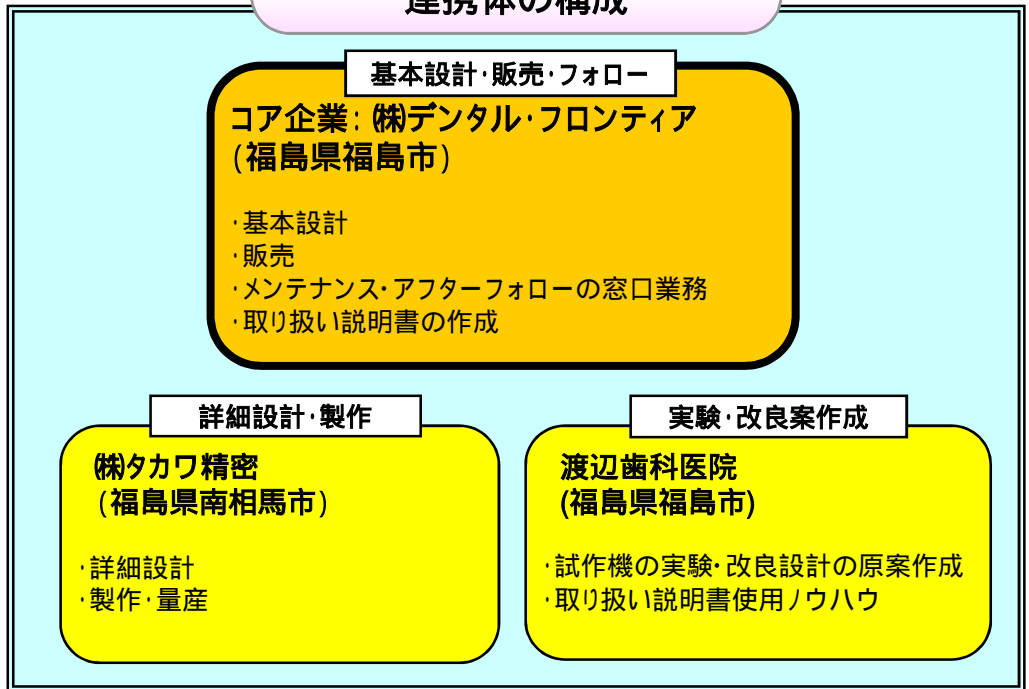 連携体の構成
基本設計・販売・フォロー
コア企業：㈱デンタル・フロンティア
(福島県福島市)
・基本設計
・販売
・メンテナンス・アフターフォローの窓口業務
・取り扱い説明書の作成
詳細設計・製作
㈱タカワ精密
(福島県南相馬市)
・詳細設計
・製作・量産
実験・改良案作成
渡辺歯科医院
(福島県福島市)
・試作機の実験・改良設計の原案作成
・取り扱い説明書使用ノウハウ